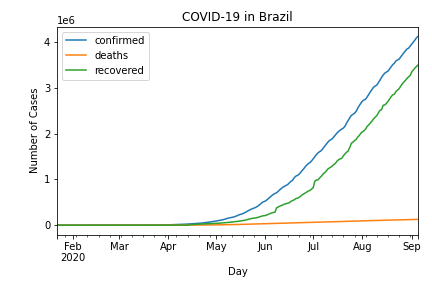 COVID-19 in Brazil
1e6
confirmed
deaths
recovered
Number of Cases
4
3
2
1
0
Feb Mar Apr May Jun Jul Aug Sep
2020
Day